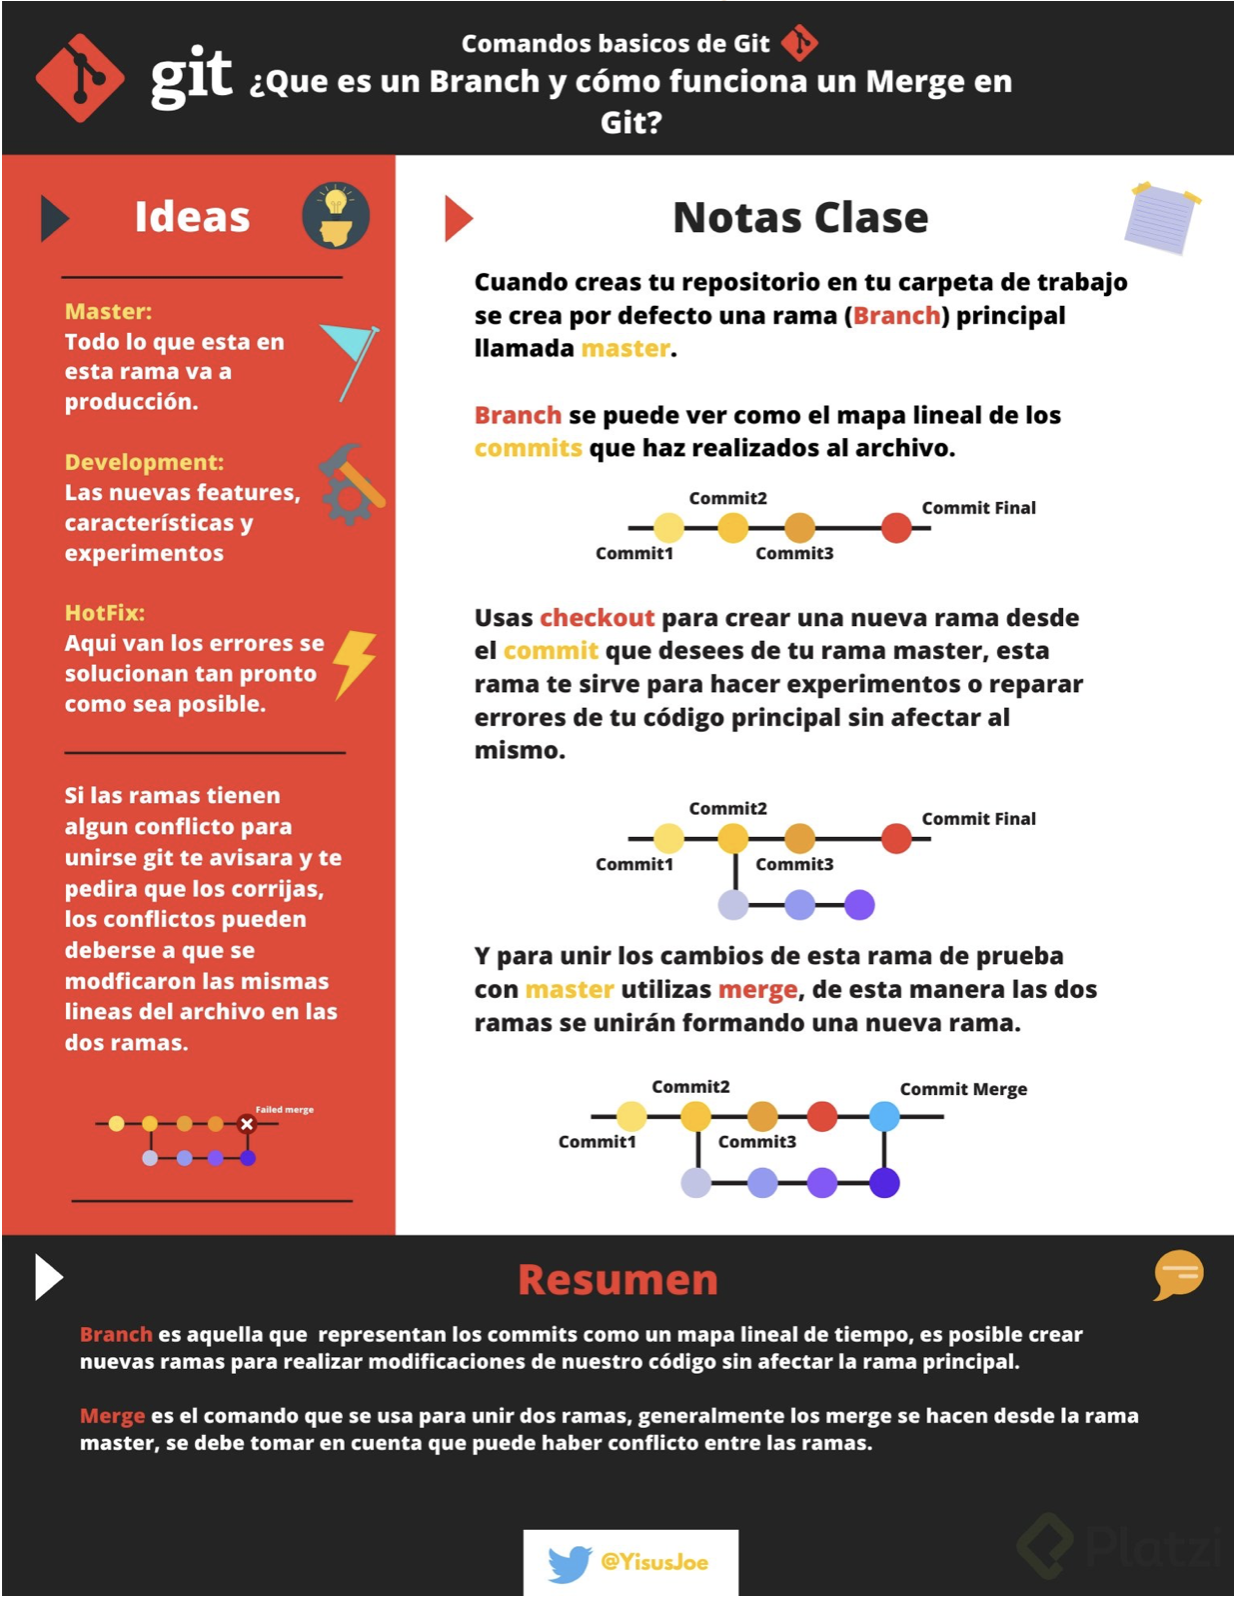 Comandos basicos de Git
git
¿Que es un Branch y cómo funciona un Merge en
Git?
Ideas
Master:
Todo lo que esta en
esta rama va a
producción.
Development:
Las nuevas features,
características y
experimentos
HotFix:
Aqui van los errores se
solucionan tan pronto
como sea posible.
Si las ramas tienen
algun conflicto para
unirse git te avisara y te
pedira que los corrijas,
los conflictos pueden
deberse a que se
modficaron las mismas
lineas del archivo en las
dos ramas.
Failed merge
Notas Clase
Cuando creas tu repositorio en tu carpeta de trabajo
se crea por defecto una rama (Branch) principal
llamada master.
Branch se puede ver como el mapa lineal de los
commits que haz realizados al archivo.
Commit2
Commit Final
Commit1
Commit3
Usas checkout para crear una nueva rama desde
el commit que desees de tu rama master, esta
rama te sirve para hacer experimentos o reparar
errores de tu código principal sin afectar al
mismo.
Commit2
Commit Final
Commit1
Commit3
Y para unir los cambios de esta rama de prueba
con master utilizas merge, de esta manera las dos
ramas se unirán formando una nueva rama.
Commit2
Commit Merge
Commit1
Commit3
Resumen
Branch es aquella que  representan los commits como un mapa lineal de tiempo, es posible crear
nuevas ramas para realizar modificaciones de nuestro código sin afectar la rama principal.
Merge es el comando que se usa para unir dos ramas, generalmente los merge se hacen desde la rama
master, se debe tomar en cuenta que puede haber conflicto entre las ramas.
@YisusJoe
Platzi